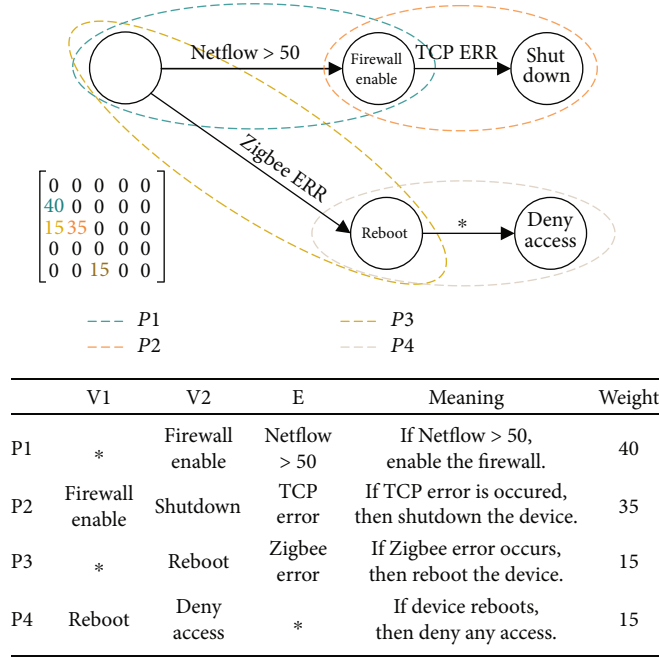 Netflow > 50
Firewall enable
TCP ERR
Shut down
Zigbee ERR
Reboot
*
Deny access
0 0 0 0 0
40 0 0 0 0
15 35 0 0 0
0 0 0 0 0
0 0 15 0 0
P1
P3
P2
P4
V1 V2 E Meaning Weight
P1 * Firewall enable Netflow > 50 If Netflow > 50, enable the firewall. 40
P2 Firewall enable Shutdown TCP error If TCP error is occured, then shutdown the device. 35
P3 * Reboot Zigbee error If Zigbee error occurs, then reboot the device. 15
P4 Reboot Deny access * If device reboots, then deny any access. 15